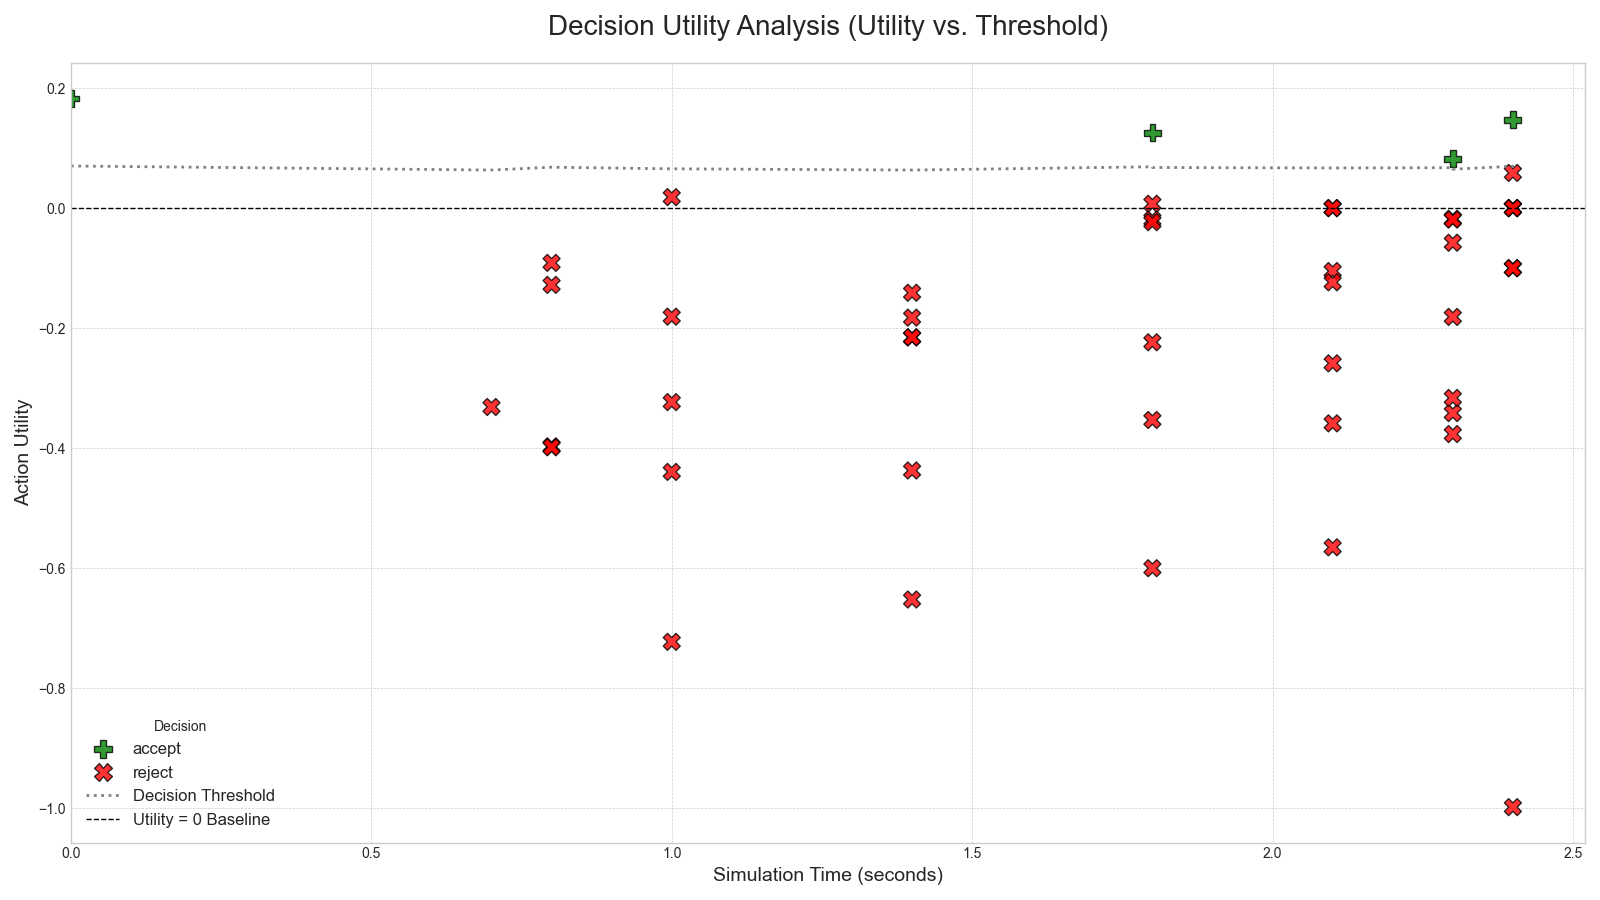 Decision Utility Analysis (Utility vs. Threshold)
Action Utility
0.2
0.0
−0.2
−0.4
−0.6
−0.8
−1.0
Decision
accept
reject
Decision Threshold
Utility = 0 Baseline
0.0
0.5
1.0
1.5
2.0
2.5
Simulation Time (seconds)